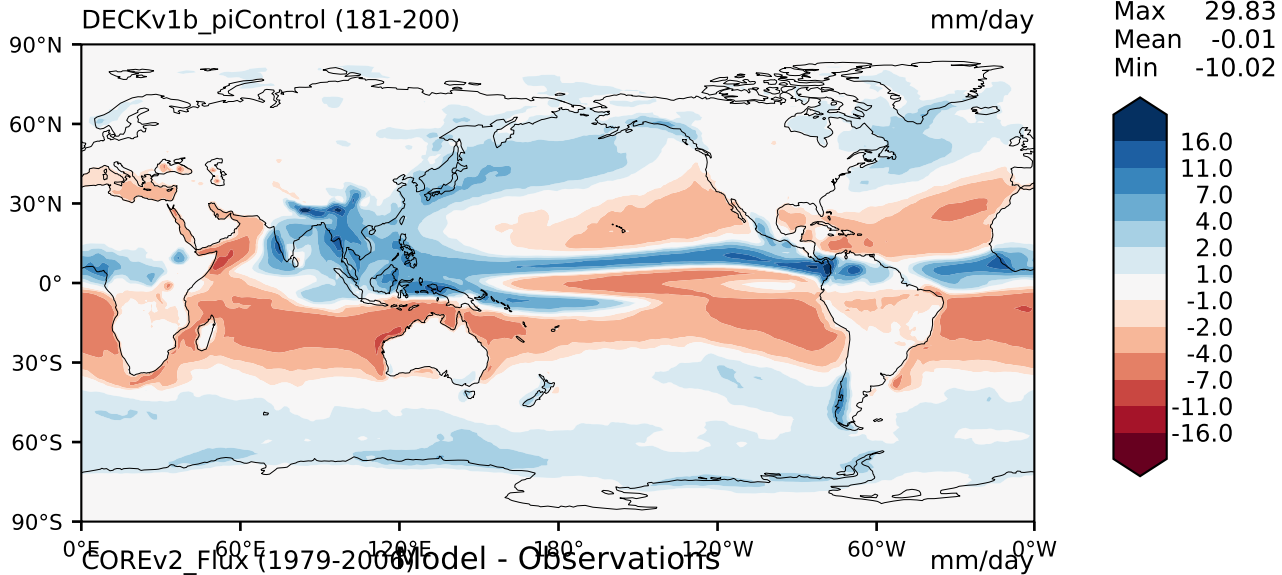 DECKv1b_piControl (181-200) mm/day
Max 29.83
Mean -0.01
Min -10.02
90°N
60°N
30°N
0°
30°S
60°S
90°S
0°E 60°E 120°E 180° 120°W 60°W 0°W
16.0
11.0
7.0
4.0
2.0
1.0
-1.0
-2.0
-4.0
-7.0
-11.0
-16.0
COREv2_Flux (1979-2006) Model - Observations mm/day